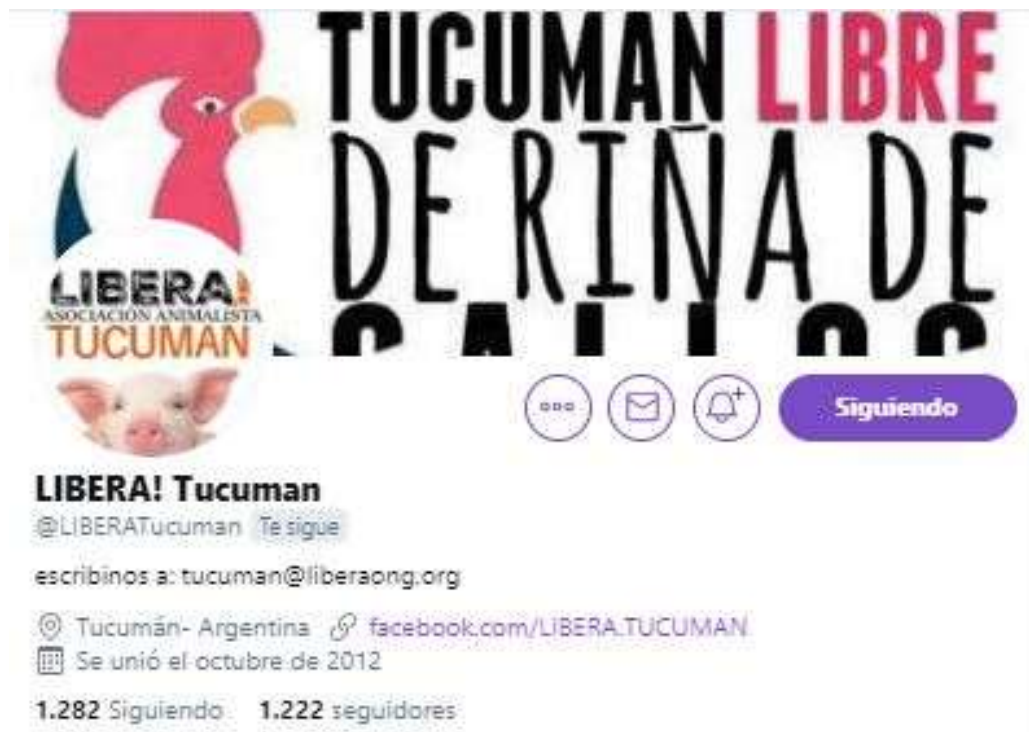 TUCUMAN LIBRE
DE RIÑA DE
GALLOS
LIBERA!
ASOCIACIÓN ANIMALISTA
TUCUMAN
Siguiendo
LIBERA! Tucuman
@LIBERATucuman Te sigue
escribinos a: tucuman@liberaong.org
Tucumán- Argentina facebook.com/LIBERA.TUCUMAN
Se unió el octubre de 2012
1.282 Siguiendo 1.222 seguidores